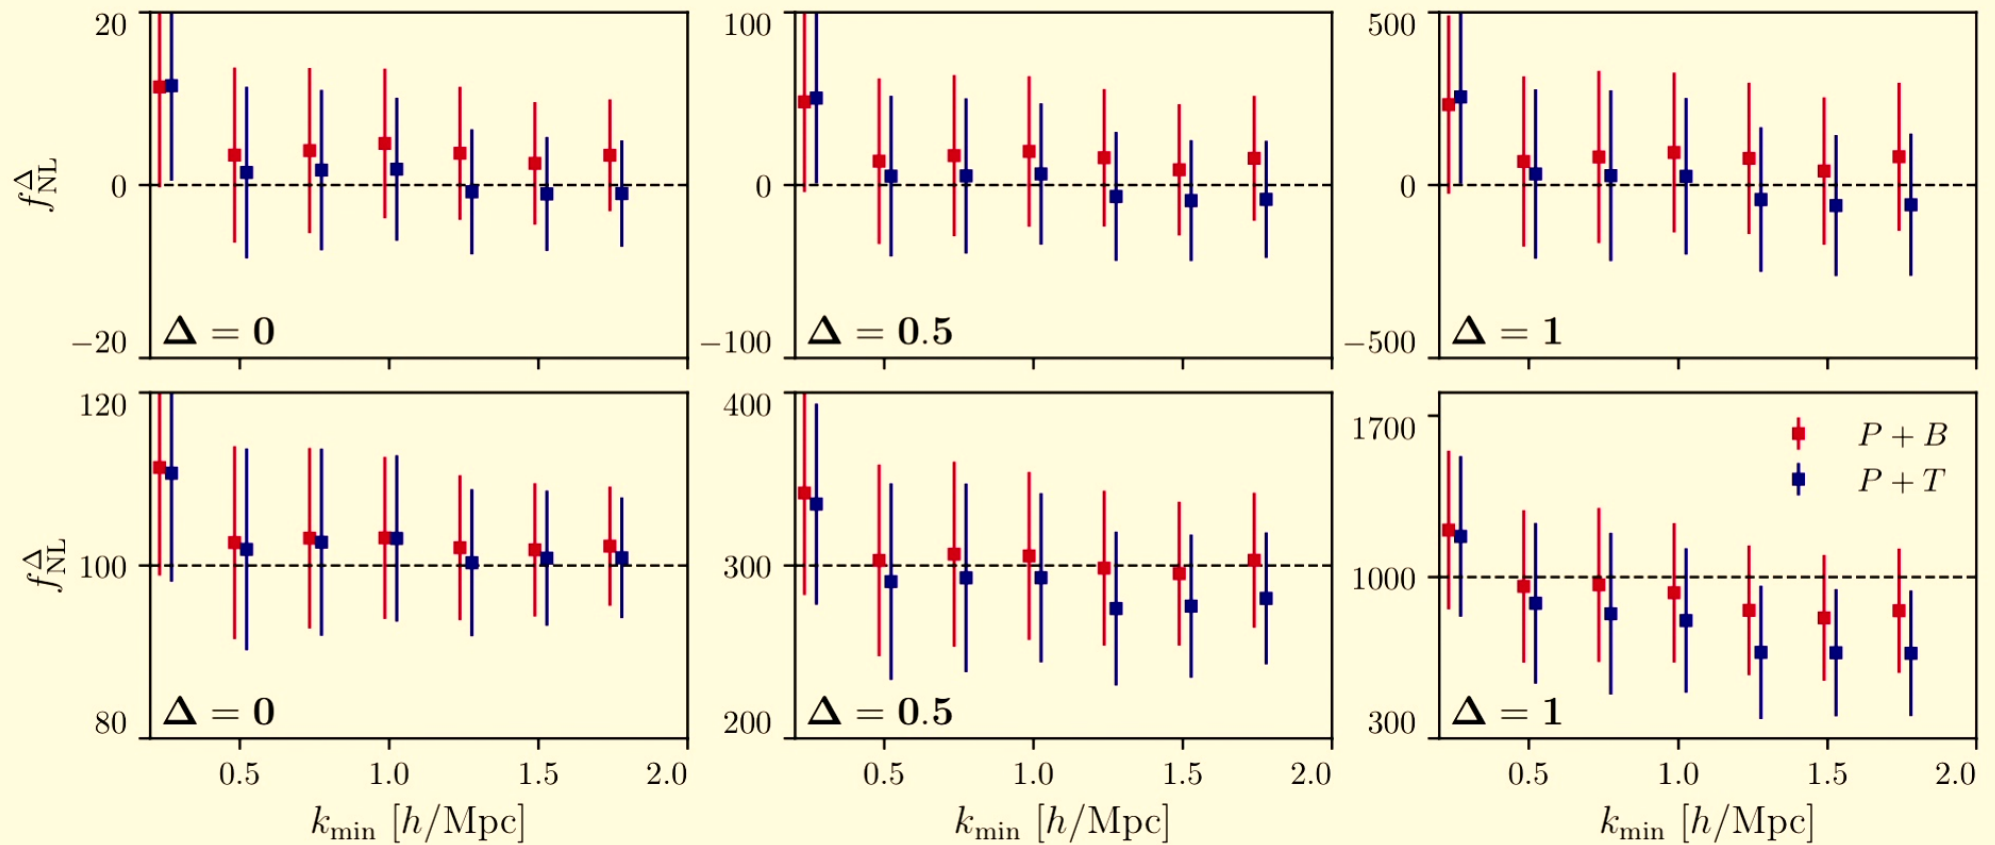 20
0
−20
f_NL^Δ
Δ = 0
100
0
−100
Δ = 0.5
500
0
−500
Δ = 1
120
100
80
f_NL^Δ
Δ = 0
0.5 1.0 1.5 2.0
k_min [h/Mpc]
400
300
200
Δ = 0.5
0.5 1.0 1.5 2.0
k_min [h/Mpc]
1700
1000
300
P + B
P + T
Δ = 1
0.5 1.0 1.5 2.0
k_min [h/Mpc]